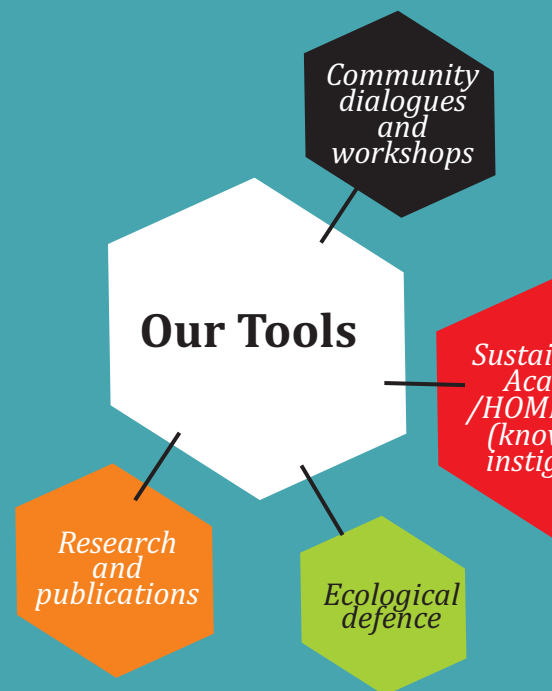 Community
dialogues
and
workshops
Our Tools
Research
and
publications
Ecological
defence